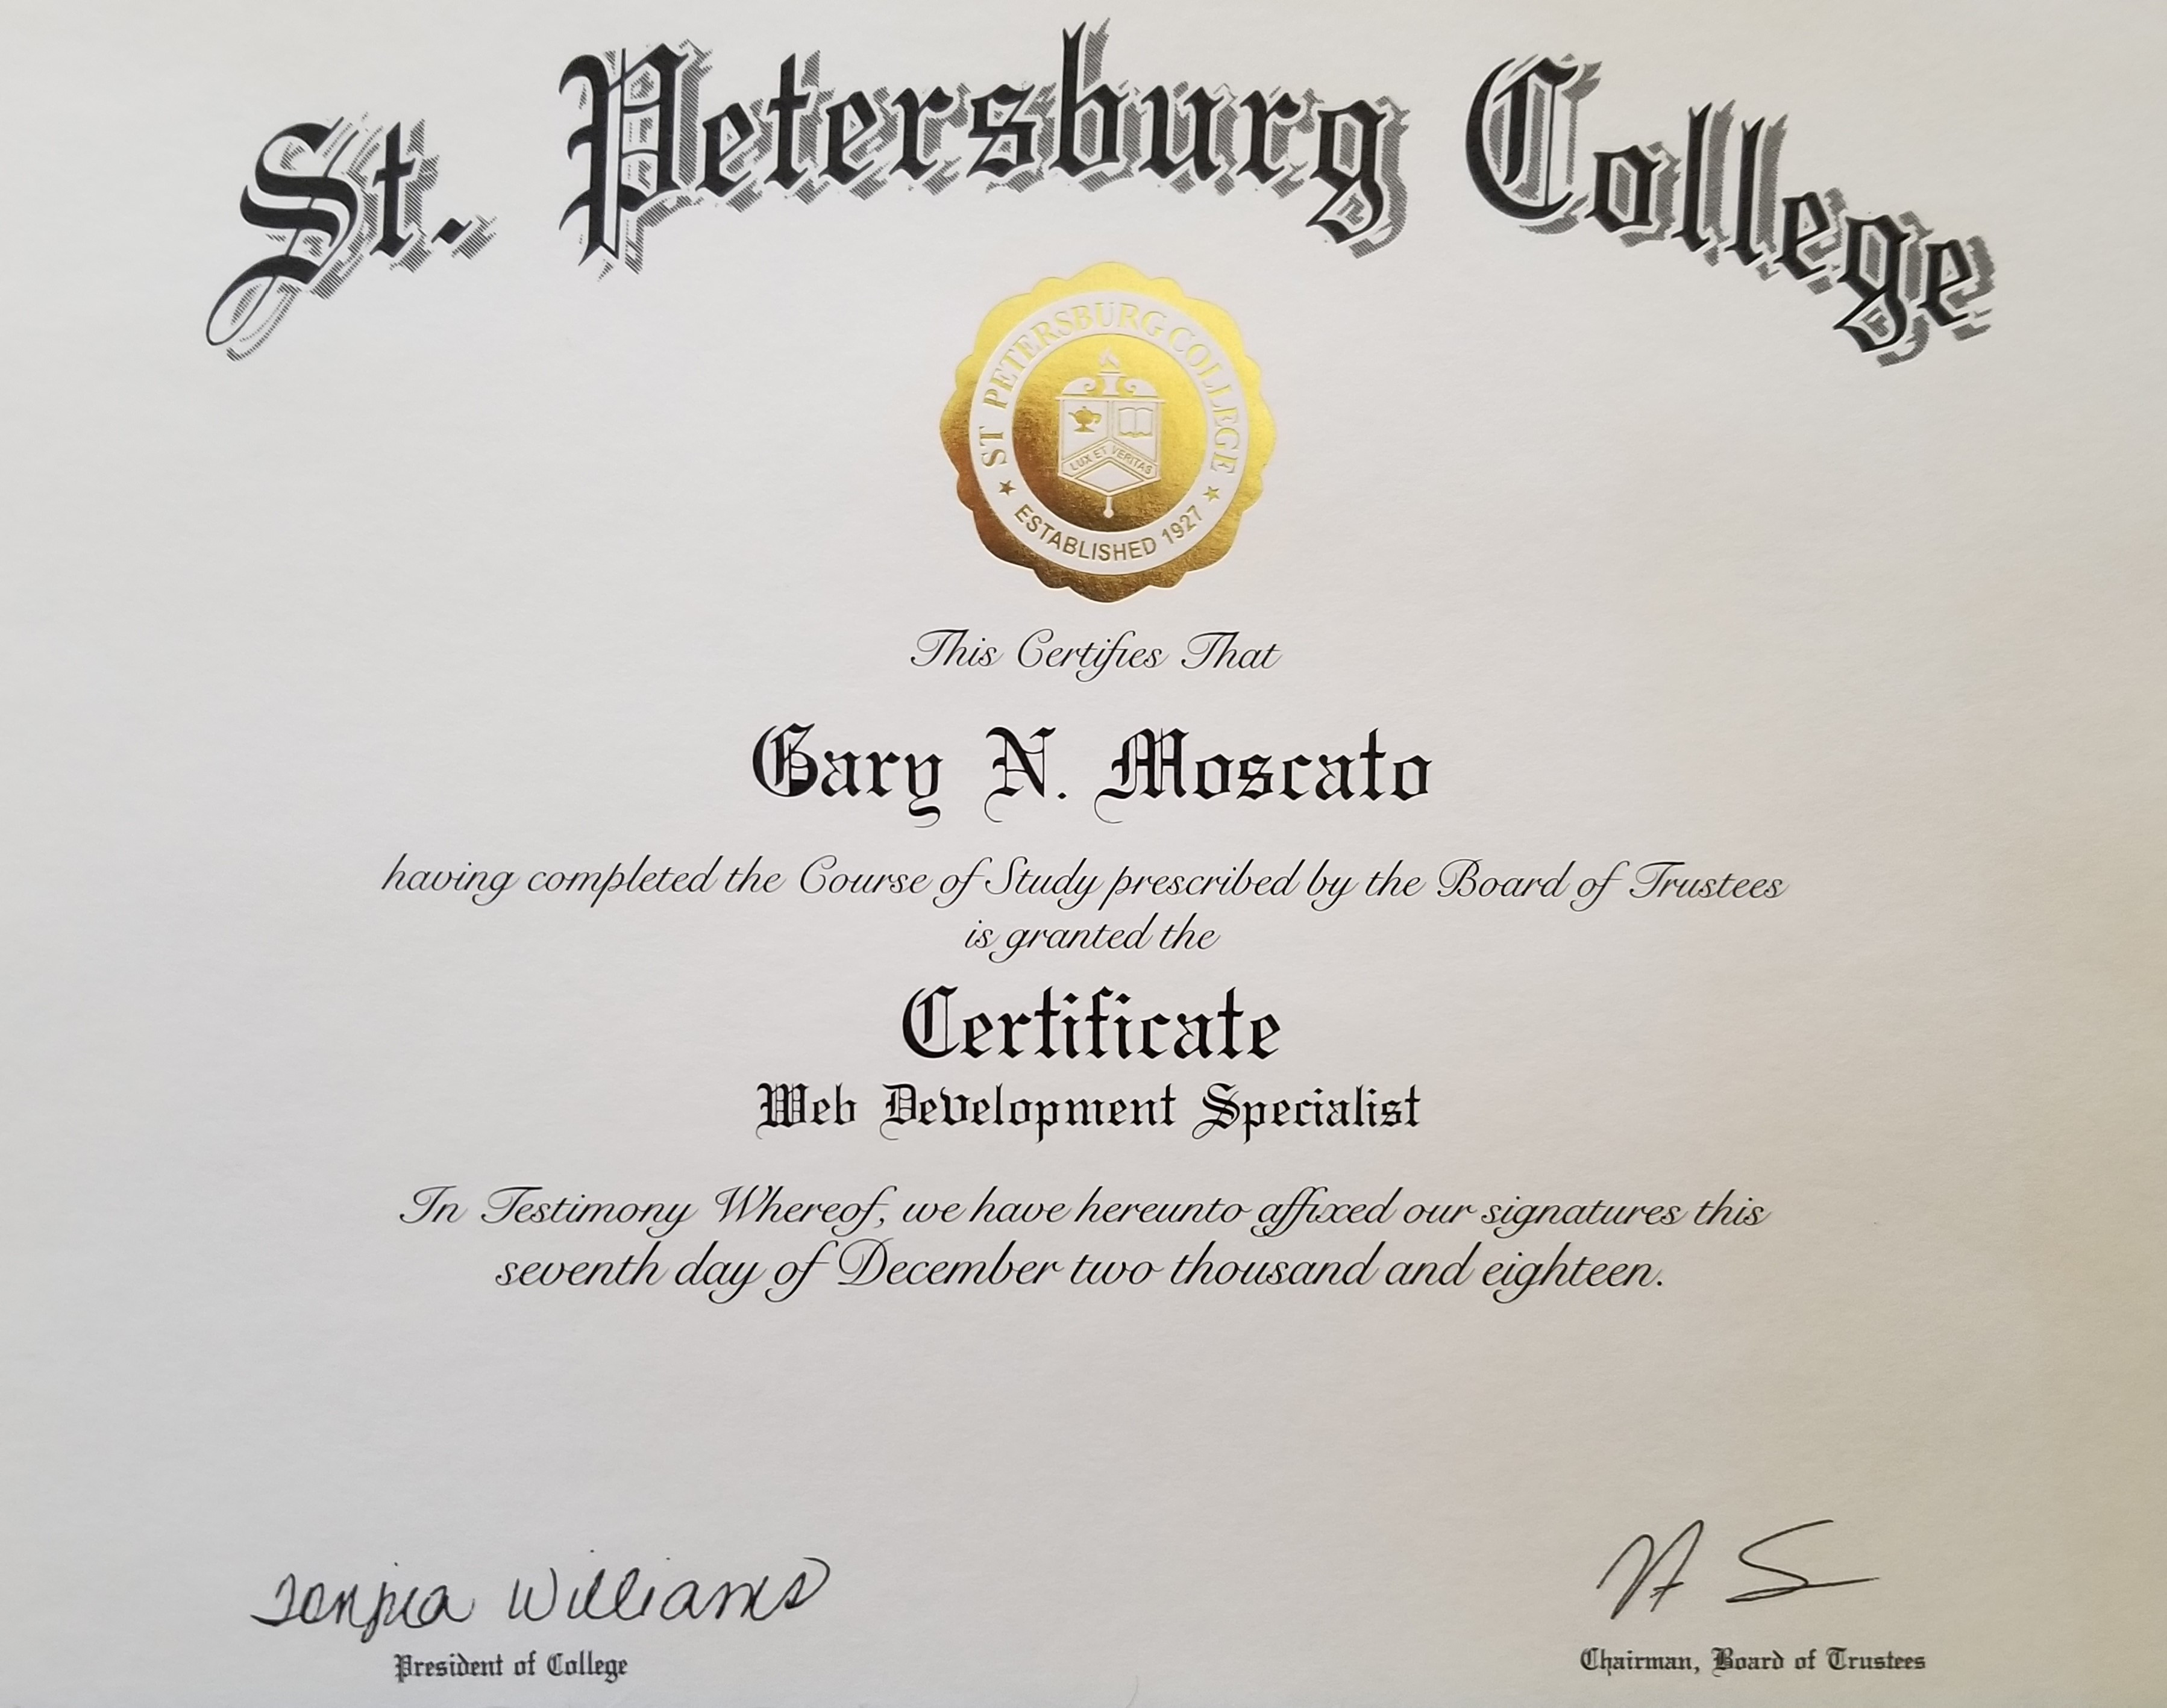 St. Petersburg College
ST PETERSBURG COLLEGE
LUX ET VERITAS
★ ESTABLISHED 1927 ★
This Certifies That
Gary N. Moscato
having completed the Course of Study prescribed by the Board of Trustees
is granted the
Certificate
Web Development Specialist
In Testimony Whereof, we have hereunto affixed our signatures this
seventh day of December two thousand and eighteen.
Tonjua Williams
President of College
Chairman, Board of Trustees